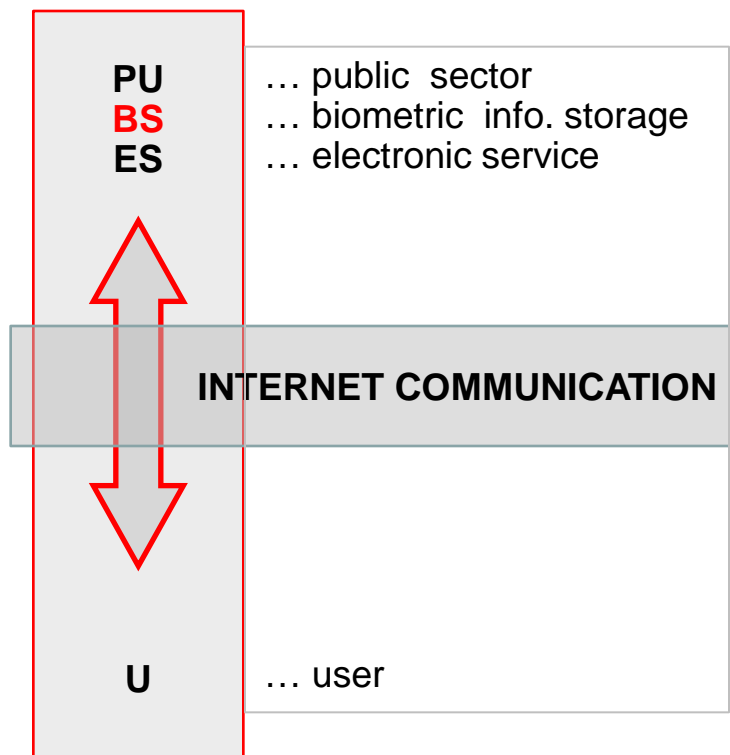 PU … public sector
BS … biometric info. storage
ES … electronic service
INTERNET COMMUNICATION
U … user